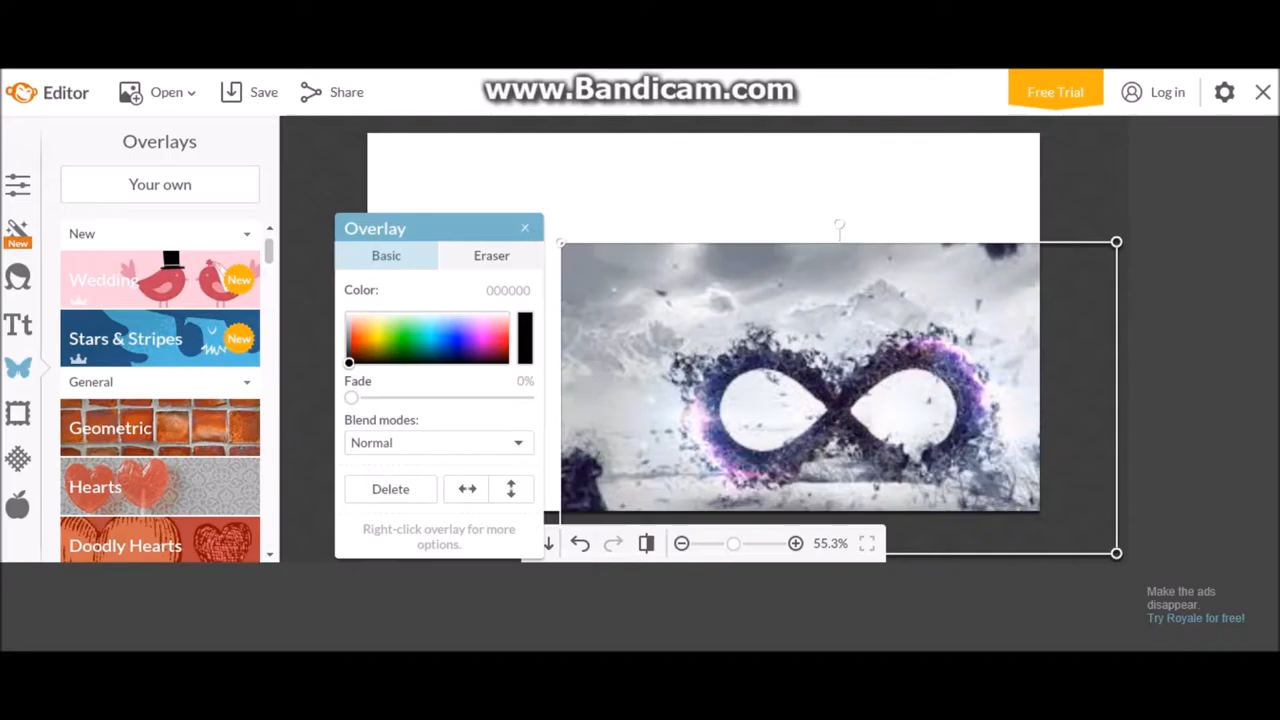 www.Bandicam.com
Editor
Open
Save
Share
Free Trial
Log in
Overlays
Your own
New
Wedding
New
Stars & Stripes
New
General
Geometric
Hearts
Doodly Hearts
New
Tt
Overlay
Basic
Eraser
Color:
000000
Fade
0%
Blend modes:
Normal
Delete
Right-click overlay for more
options.
55.3%
Make the ads
disappear.
Try Royale for free!